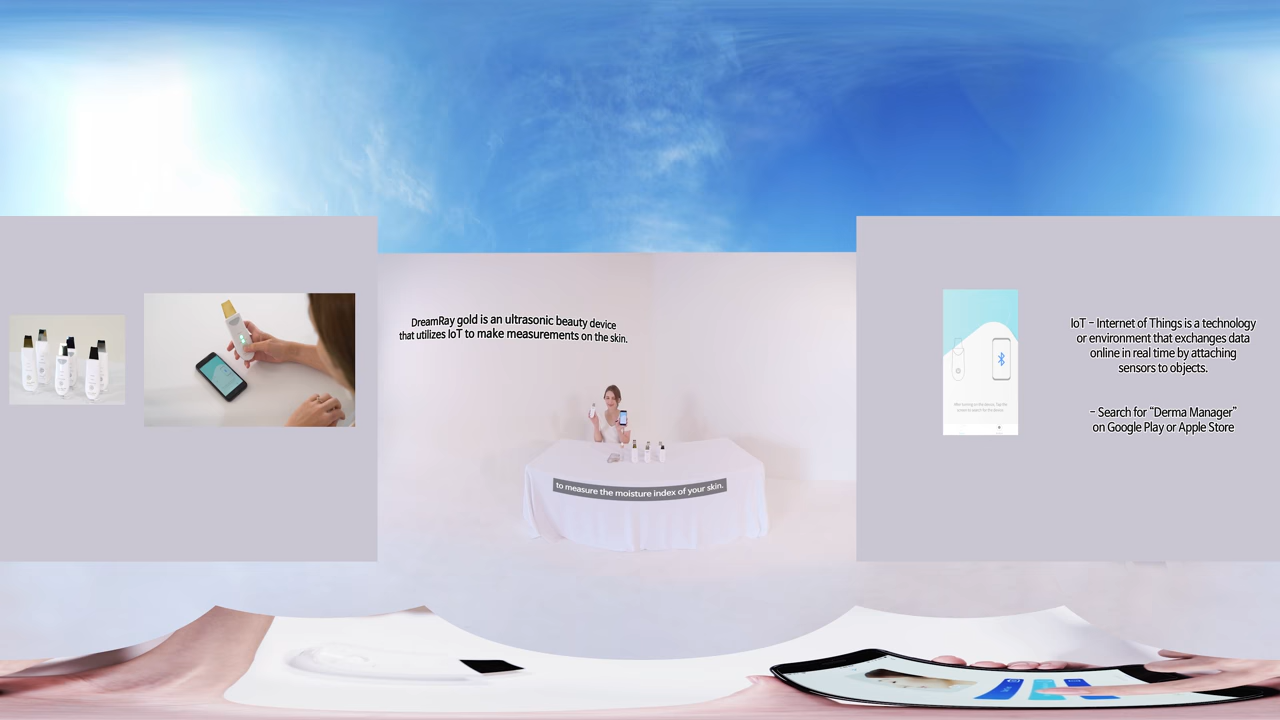 DreamRay gold is an ultrasonic beauty device
that utilizes IoT to make measurements on the skin.
to measure the moisture index of your skin.
IoT - Internet of Things is a technology
or environment that exchanges data
online in real time by attaching
sensors to objects.
- Search for "Derma Manager"
on Google Play or Apple Store